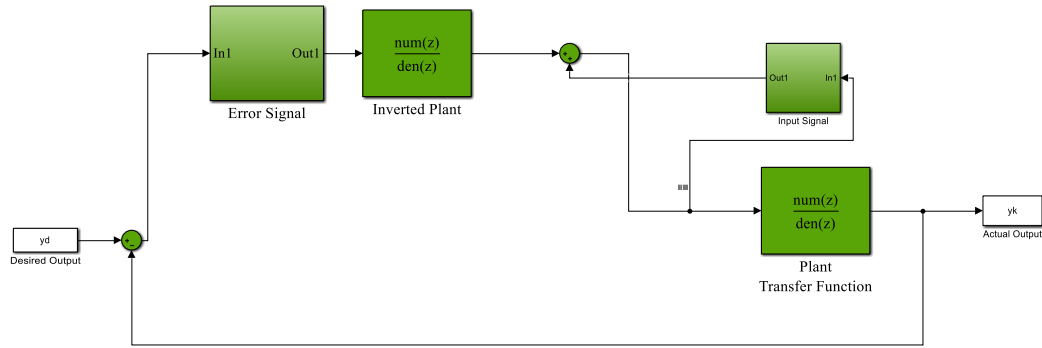 In1 Out1
Error Signal
num(z)
den(z)
Inverted Plant
+
+
Out1 In1
Input Signal
num(z)
den(z)
Plant
Transfer Function
yk
Actual Output
yd
Desired Output
+
−